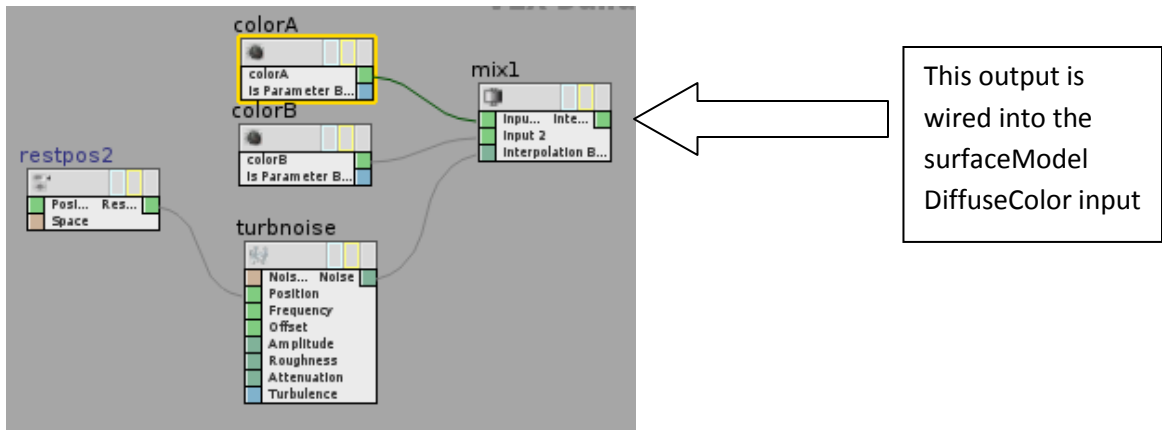 colorA
colorA
Is Parameter B...
mix1
Inpu... Inte...
Input 2
Interpolation B...
colorB
colorB
Is Parameter B...
restpos2
Posi... Res...
Space
turbnoise
Nois... Noise
Position
Frequency
Offset
Amplitude
Roughness
Attenuation
Turbulence
This output is
wired into the
surfaceModel
DiffuseColor input